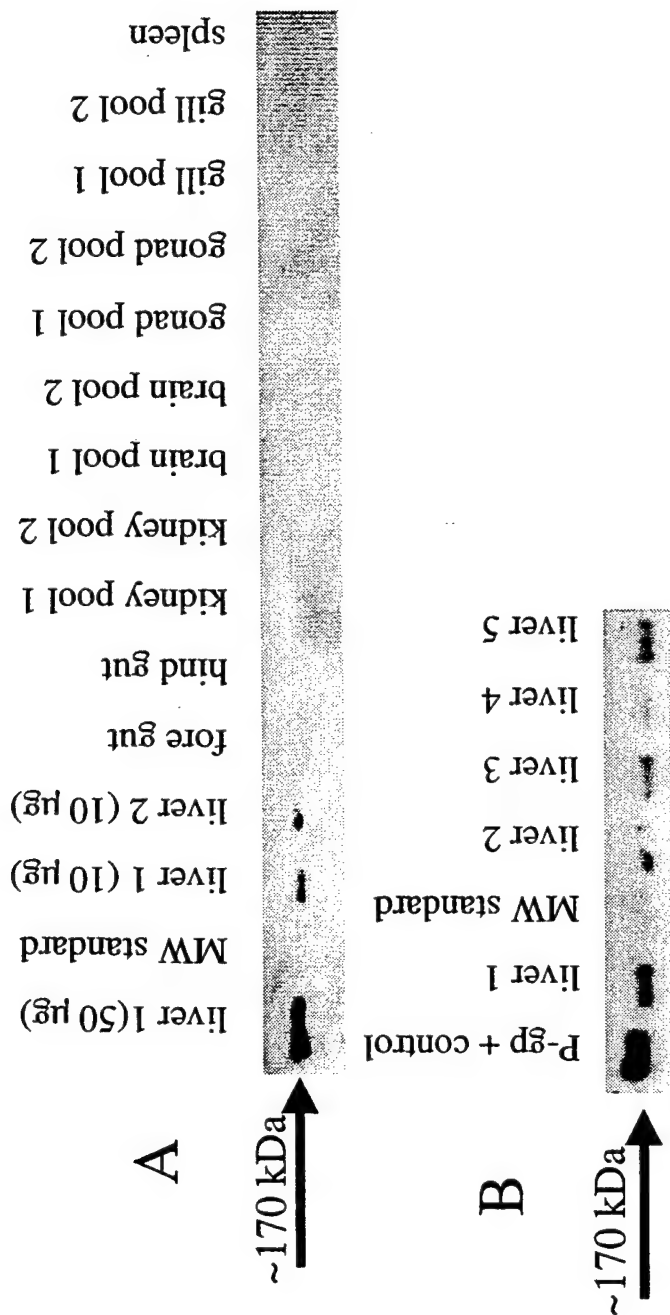 A
~170 kDa
liver 1(50 µg)
MW standard
liver 1 (10 µg)
liver 2 (10 µg)
fore gut
hind gut
kidney pool 1
kidney pool 2
brain pool 1
brain pool 2
gonad pool 1
gonad pool 2
gill pool 1
gill pool 2
spleen
B
~170 kDa
P-gp + control
liver 1
MW standard
liver 2
liver 3
liver 4
liver 5